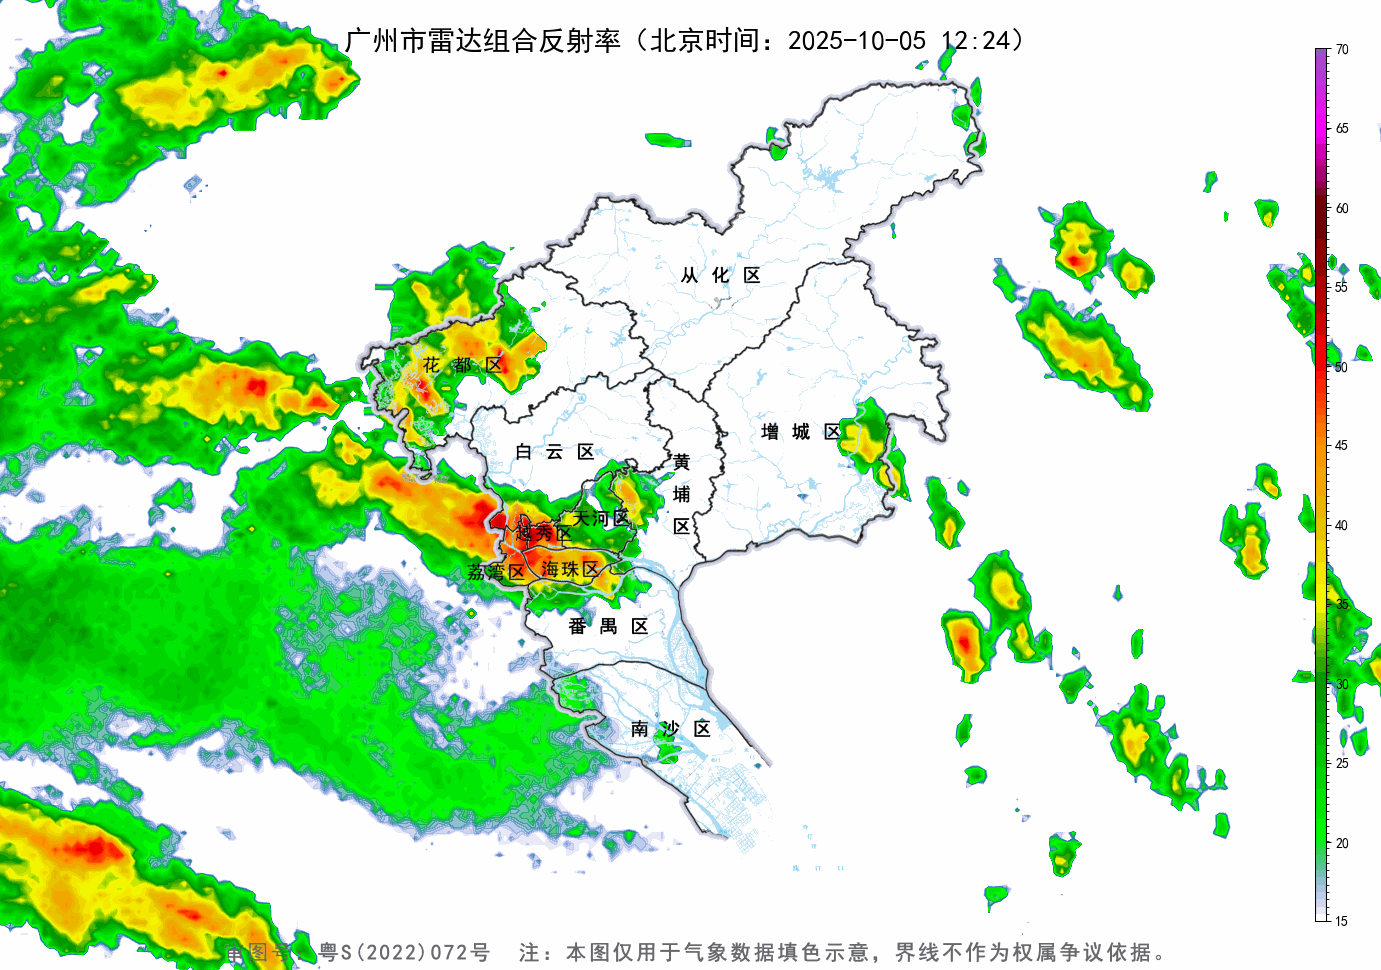 广州市雷达组合反射率（北京时间：2025-10-05 12:24）
70
65
60
55
50
45
40
35
30
25
20
15
从化区
花都区
增城区
白云区
黄埔区
天河区
越秀区
荔湾区
海珠区
番禺区
南沙区
审图号：粤S(2022)072号 注：本图仅用于气象数据填色示意，界线不作为权属争议依据。